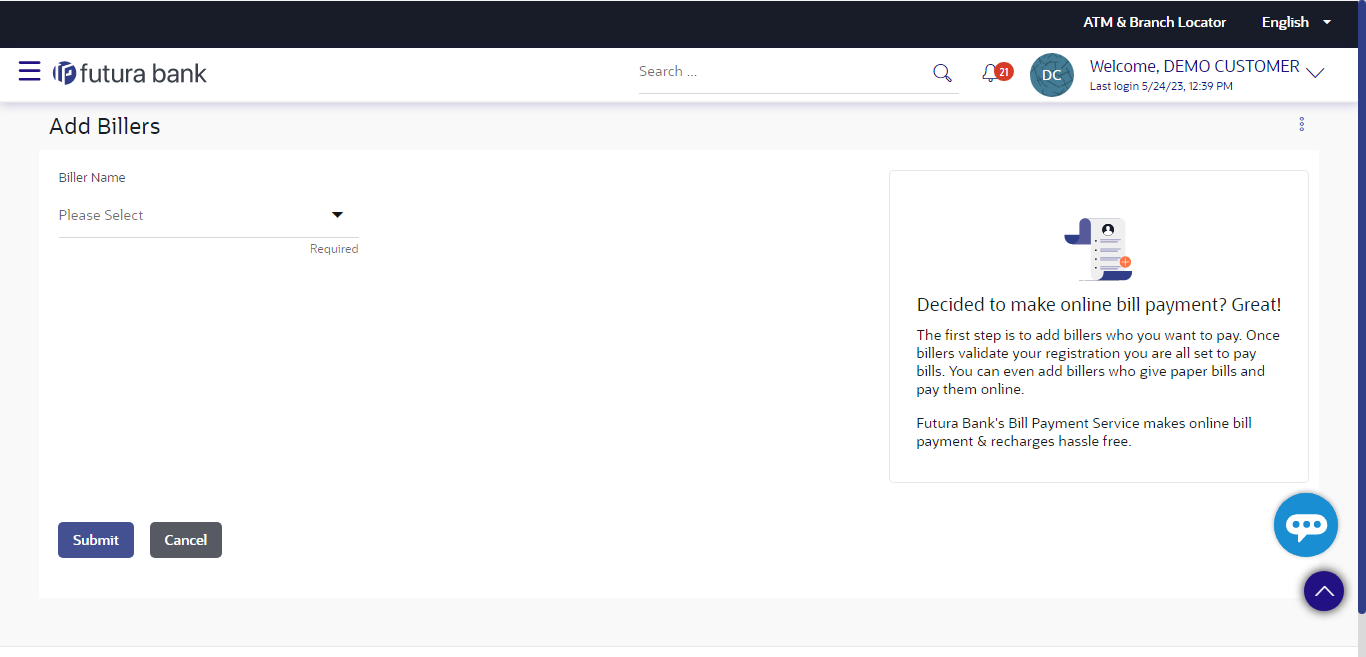 ATM & Branch Locator English
futura bank
Search ...
21
DC
Welcome, DEMO CUSTOMER
Last login 5/24/23, 12:39 PM
Add Billers
Biller Name
Please Select
Required
Decided to make online bill payment? Great!
The first step is to add billers who you want to pay. Once
billers validate your registration you are all set to pay
bills. You can even add billers who give paper bills and
pay them online.
Futura Bank's Bill Payment Service makes online bill
payment & recharges hassle free.
Submit Cancel